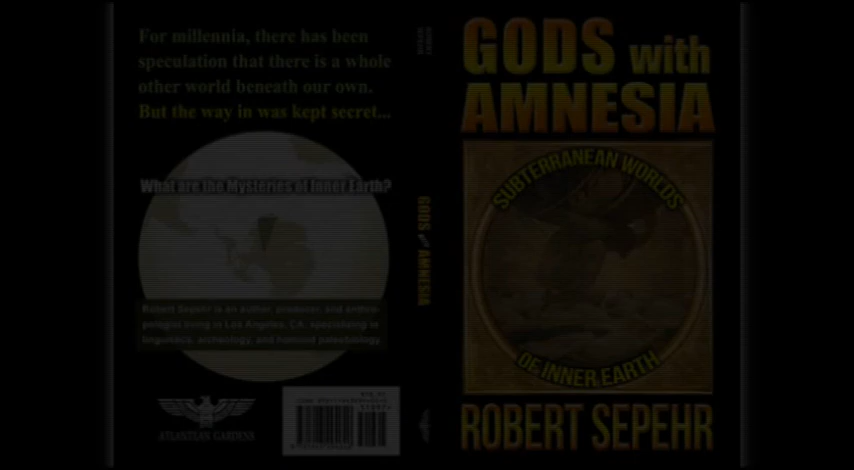 For millennia, there has been
speculation that there is a whole
other world beneath our own.
But the way in was kept secret...
What are the Mysteries of Inner Earth?
Robert Sepehr is an author, producer, and anthro-
pologist living in Los Angeles, CA, specializing in
linguistics, archeology, and
ATLANTEAN GARDENS
ROBERT
SEPEHR
GODS with AMNESIA
GODS with
AMNESIA
SUBTERRANEAN WORLDS
OF INNER EARTH
ROBERT SEPEHR